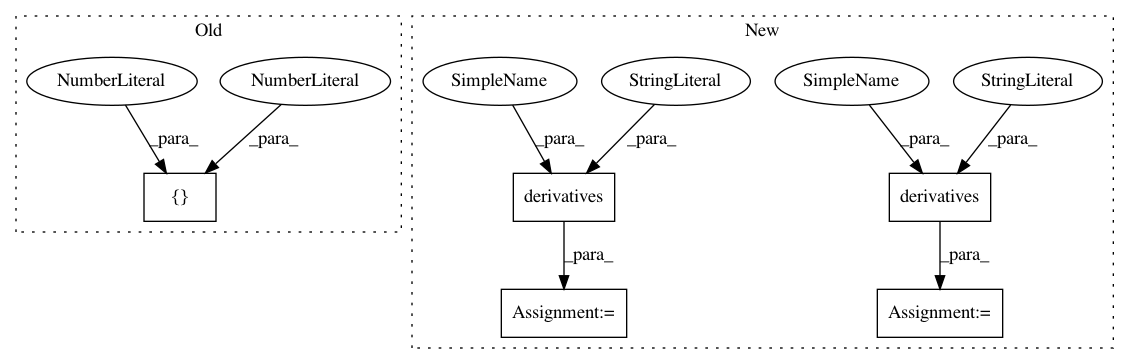 Old
New
NumberLiteral
NumberLiteral
SimpleName
StringLiteral
SimpleName
StringLiteral
_para_
_para_
_para_
_para_
_para_
_para_
{}
derivatives
derivatives
_para_
_para_
Assignment:=
Assignment:=